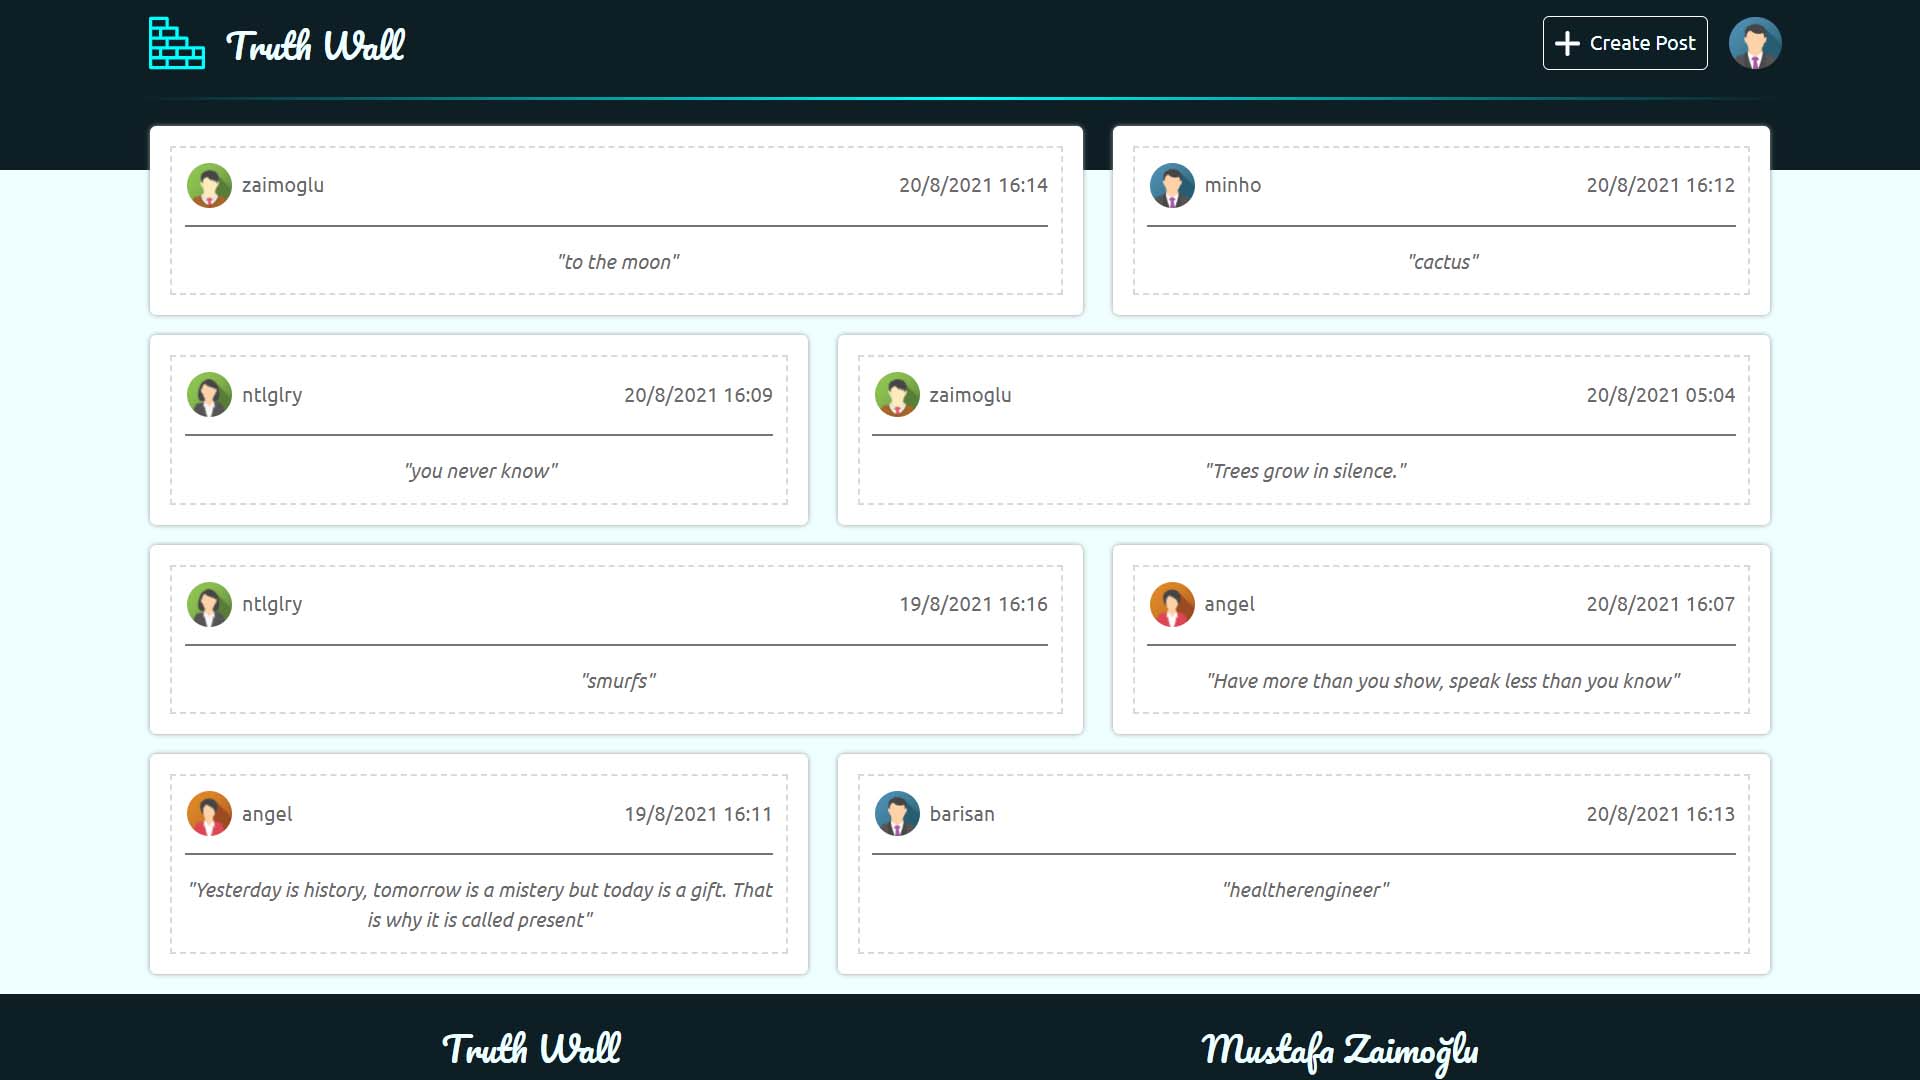 Truth Wall
Create Post
zaimoglu 20/8/2021 16:14
"to the moon"
minho 20/8/2021 16:12
"cactus"
ntlglry 20/8/2021 16:09
"you never know"
zaimoglu 20/8/2021 05:04
"Trees grow in silence."
ntlglry 19/8/2021 16:16
"smurfs"
angel 20/8/2021 16:07
"Have more than you show, speak less than you know"
angel 19/8/2021 16:11
"Yesterday is history, tomorrow is a mistery but today is a gift. That
is why it is called present"
barisan 20/8/2021 16:13
"healtherengineer"
Truth Wall
Mustafa Zaimoğlu